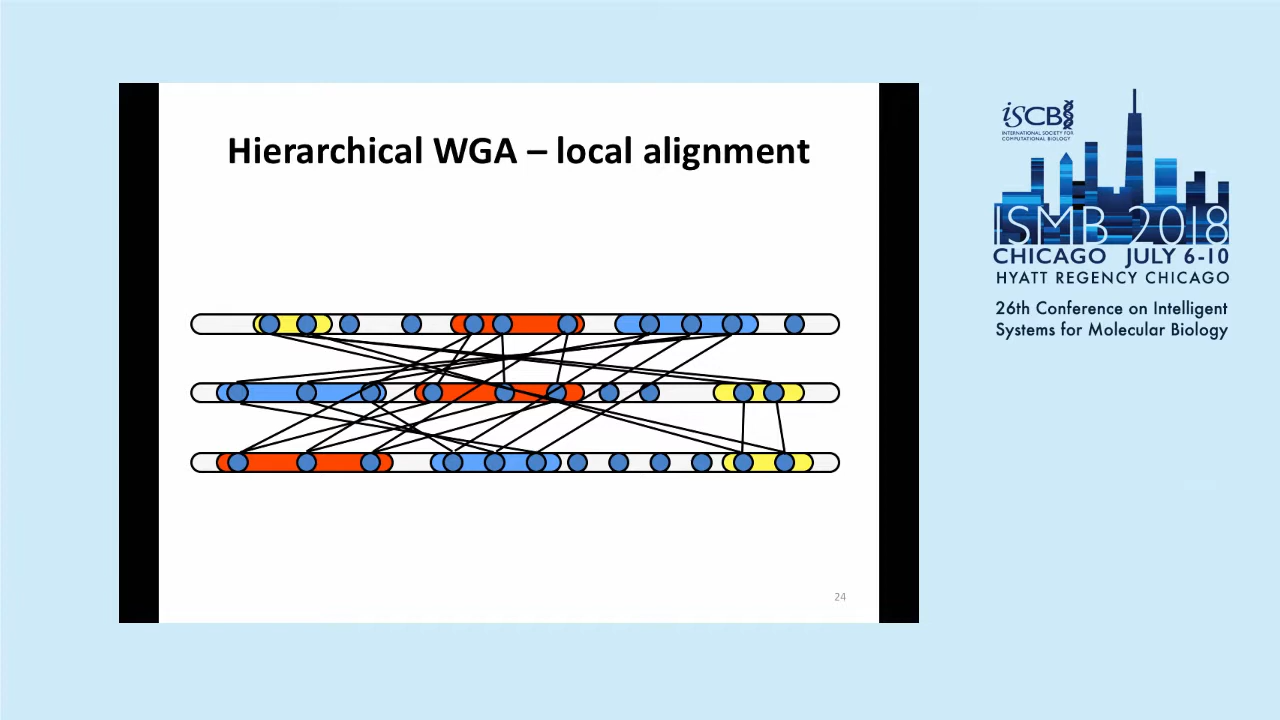 Hierarchical WGA – local alignment
24
iSCB
INTERNATIONAL SOCIETY FOR
COMPUTATIONAL BIOLOGY
ISMB 2018
CHICAGO JULY 6-10
HYATT REGENCY CHICAGO
26th Conference on Intelligent
Systems for Molecular Biology